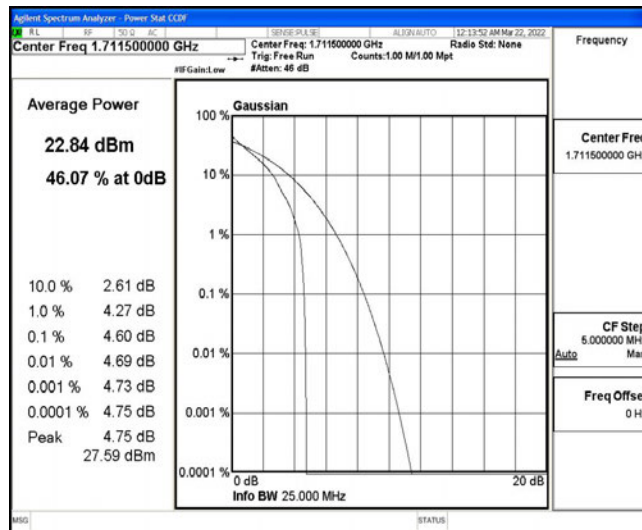 Agilent Spectrum Analyzer - Power Stat CCDF
RL RF 50 Ω AC SENSE:PULSE ALIGNAUTO 12:13:52 AM Mar 22, 2022
Center Freq 1.711500000 GHz
Center Freq: 1.711500000 GHz Radio Std: None
Trig: Free Run Counts:1.00 M/1.00 Mpt
#IFGain:Low #Atten: 46 dB
Frequency
Average Power
22.84 dBm
46.07 % at 0dB
10.0 % 2.61 dB
1.0 % 4.27 dB
0.1 % 4.60 dB
0.01 % 4.69 dB
0.001 % 4.73 dB
0.0001 % 4.75 dB
Peak 4.75 dB
27.59 dBm
Gaussian
100 %
10 %
1 %
0.1 %
0.01 %
0.001 %
0.0001 %
0 dB 20 dB
Info BW 25.000 MHz
Center Freq
1.711500000 GH
CF Step
5.000000 MH
Auto Ma
Freq Offse
0 H
MSG STATUS